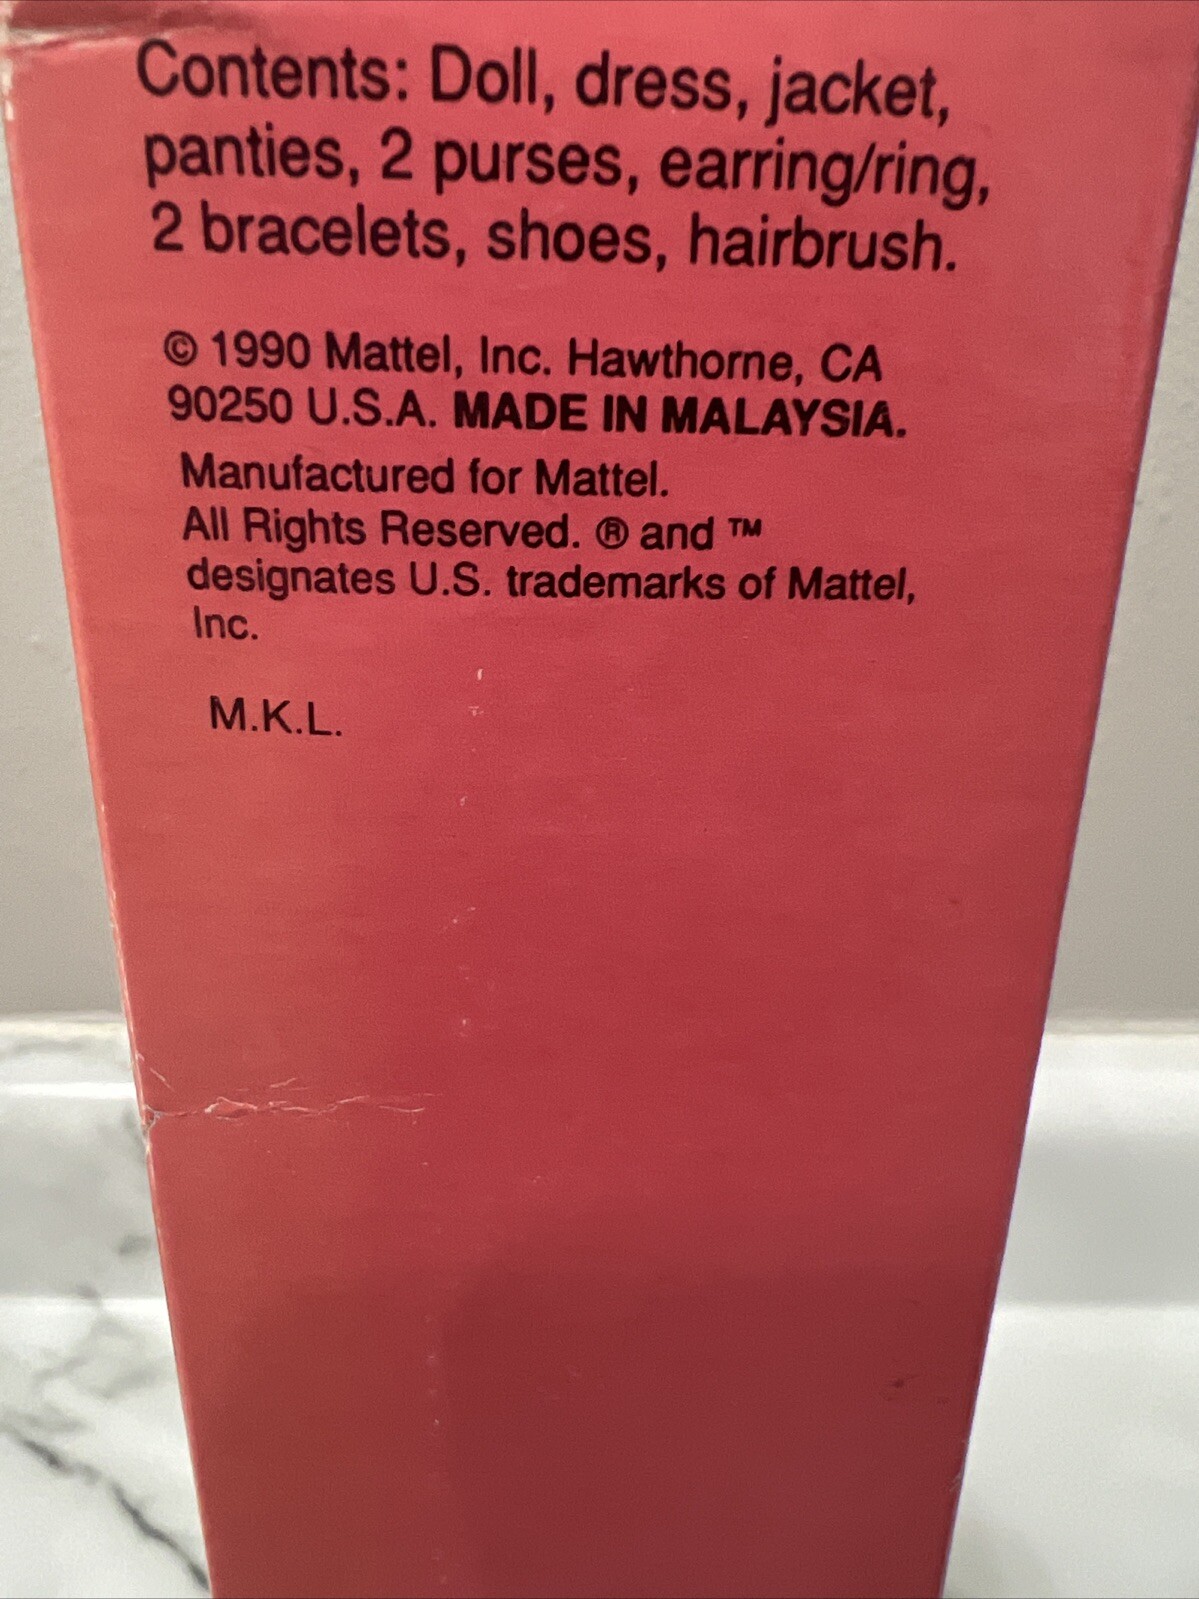 Contents: Doll, dress, jacket,
panties, 2 purses, earring/ring,
2 bracelets, shoes, hairbrush.
© 1990 Mattel, Inc. Hawthorne, CA
90250 U.S.A. MADE IN MALAYSIA.
Manufactured for Mattel.
All Rights Reserved. ® and ™
designates U.S. trademarks of Mattel,
Inc.
M.K.L.